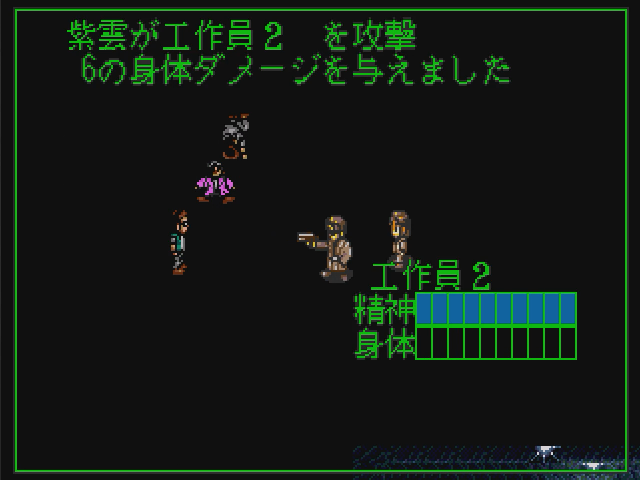 紫雲が工作員２　を攻撃
6の身体ダメージを与えました
工作員２
精神
身体